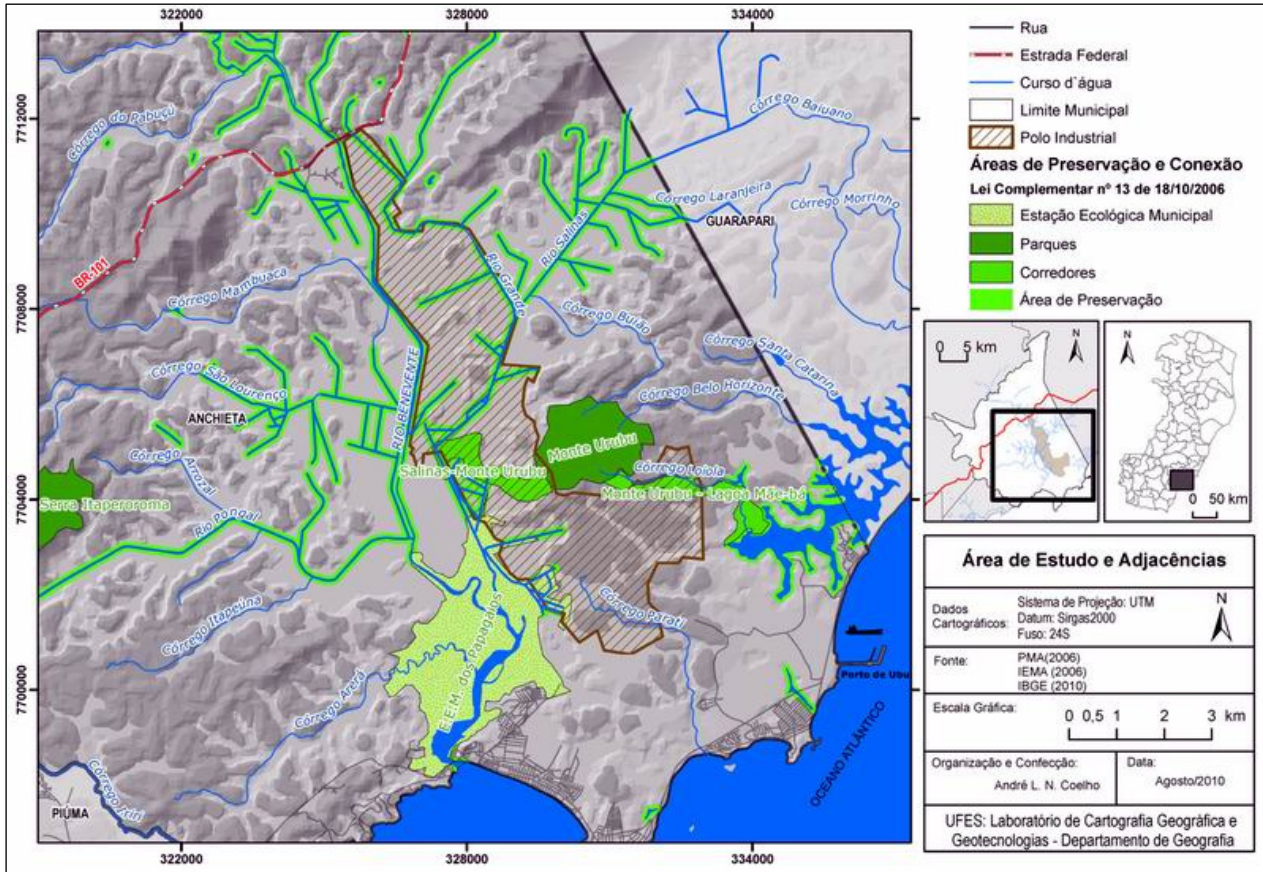 322000
328000
334000
7712000
7708000
7704000
7700000
322000
328000
334000
Córrego do Pabuçú
BR-101
Córrego Mambuaca
Córrego São Lourenço
ANCHIETA
Córrego Arrozal
Serra Itaperoroma
Rio Pongal
Córrego Itapeúna
Córrego Arerá
Córrego Iriri
PIÚMA
RIO BENEVENTE
Rio Grande
Rio Salinas
Córrego Baiuano
Córrego Laranjeira
GUARAPARI
Córrego Morrinho
Córrego Burão
Córrego Santa Catarina
Córrego Belo Horizonte
Monte Urubu
Salinas-Monte Urubu
Córrego Loiola
Monte Urubu - Lagoa Mãe-bá
Córrego Parati
E.E.M. dos Papagaios
Porto de Ubu
OCEANO ATLÂNTICO
Rua
Estrada Federal
Curso d`água
Limite Municipal
Polo Industrial
Áreas de Preservação e Conexão
Lei Complementar nº 13 de 18/10/2006
Estação Ecológica Municipal
Parques
Corredores
Área de Preservação
0 5 km
N
N
0 50 km
Área de Estudo e Adjacências
Dados Cartográficos:
Sistema de Projeção: UTM
Datum: Sirgas2000
Fuso: 24S
N
Fonte:
PMA(2006)
IEMA (2006)
IBGE (2010)
Escala Gráfica:
0 0,5 1 2 3 km
Organização e Confecção:
André L. N. Coelho
Data:
Agosto/2010
UFES: Laboratório de Cartografia Geográfica e
Geotecnologias - Departamento de Geografia